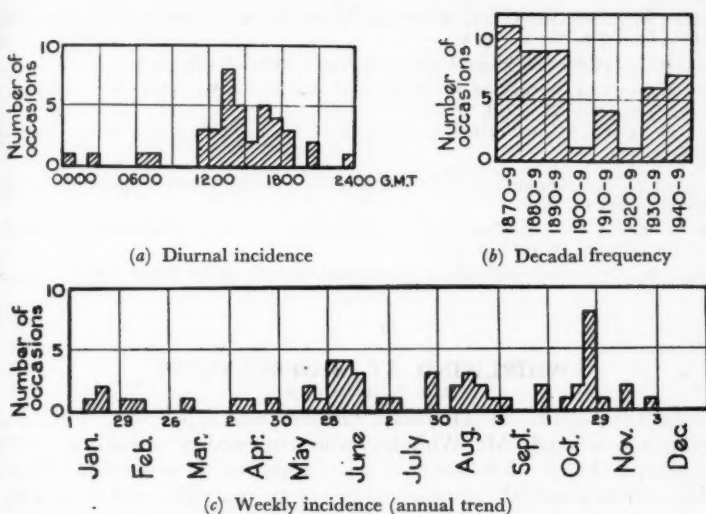 Number of occasions
10
5
0
0000 0600 1200 1800 2400 G.M.T
(a) Diurnal incidence
Number of occasions
10
5
0
1870-9
1880-9
1890-9
1900-9
1910-9
1920-9
1930-9
1940-9
(b) Decadal frequency
Number of occasions
10
5
0
29 26 2 30 28 2 30 3 1 29 3
Jan. Feb. Mar. Apr. May June July Aug. Sept. Oct. Nov. Dec.
(c) Weekly incidence (annual trend)